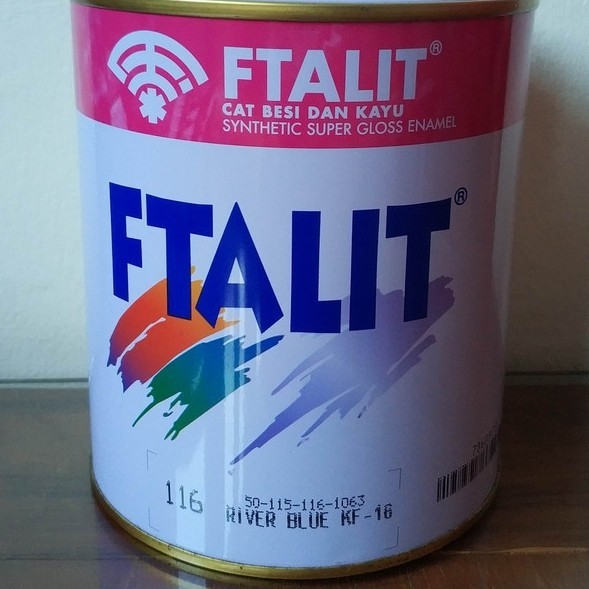 FTALIT®
CAT BESI DAN KAYU
SYNTHETIC SUPER GLOSS ENAMEL
FTALIT®
50-115-116-1063
116 RIVER BLUE KF-16